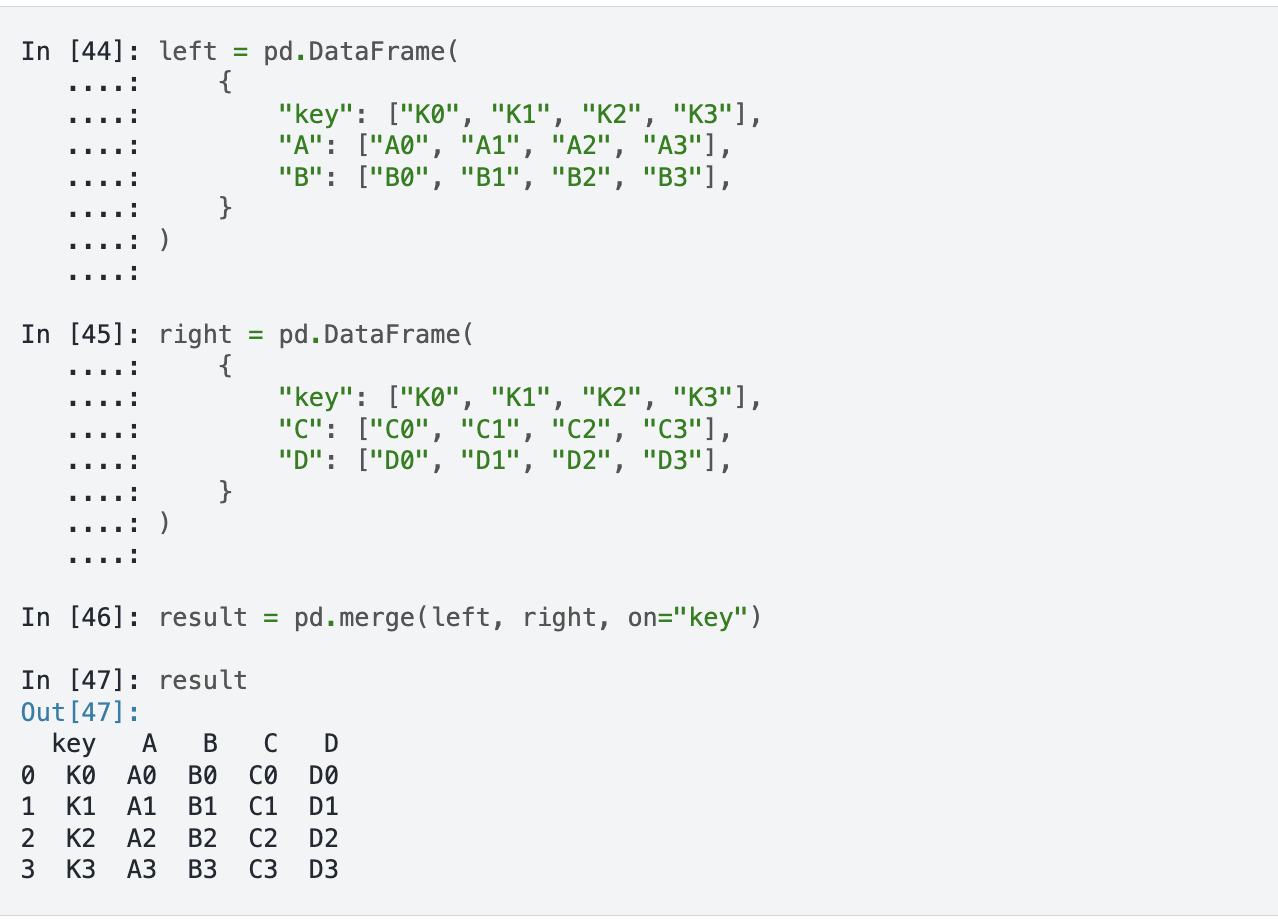 In [44]: left = pd.DataFrame(
   ....:     {
   ....:         "key": ["K0", "K1", "K2", "K3"],
   ....:         "A": ["A0", "A1", "A2", "A3"],
   ....:         "B": ["B0", "B1", "B2", "B3"],
   ....:     }
   ....: )
   ....:

In [45]: right = pd.DataFrame(
   ....:     {
   ....:         "key": ["K0", "K1", "K2", "K3"],
   ....:         "C": ["C0", "C1", "C2", "C3"],
   ....:         "D": ["D0", "D1", "D2", "D3"],
   ....:     }
   ....: )
   ....:

In [46]: result = pd.merge(left, right, on="key")

In [47]: result
Out[47]:
  key   A   B   C   D
0  K0  A0  B0  C0  D0
1  K1  A1  B1  C1  D1
2  K2  A2  B2  C2  D2
3  K3  A3  B3  C3  D3